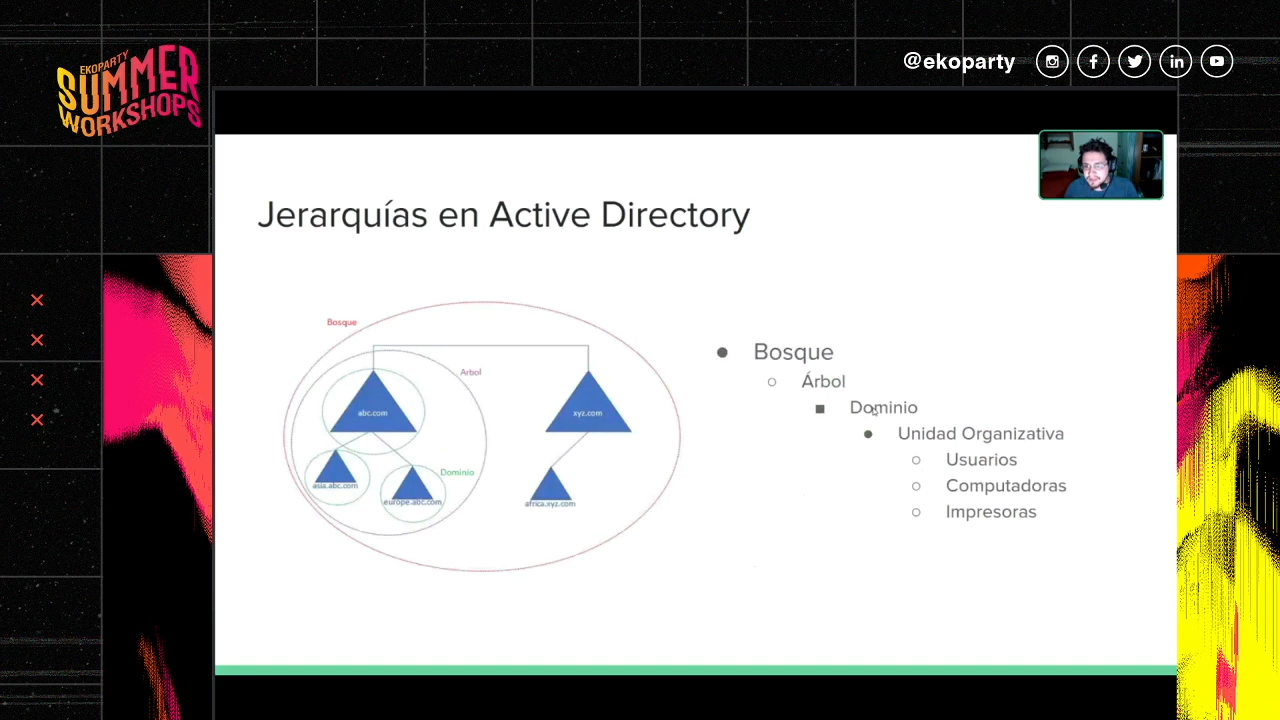 EKOPARTY
SUMMER
WORKSHOPS
@ekoparty
Jerarquías en Active Directory
Bosque
Arbol
abc.com
xyz.com
Dominio
asia.abc.com
europe.abc.com
africa.xyz.com
● Bosque
○ Árbol
■ Dominio
● Unidad Organizativa
○ Usuarios
○ Computadoras
○ Impresoras